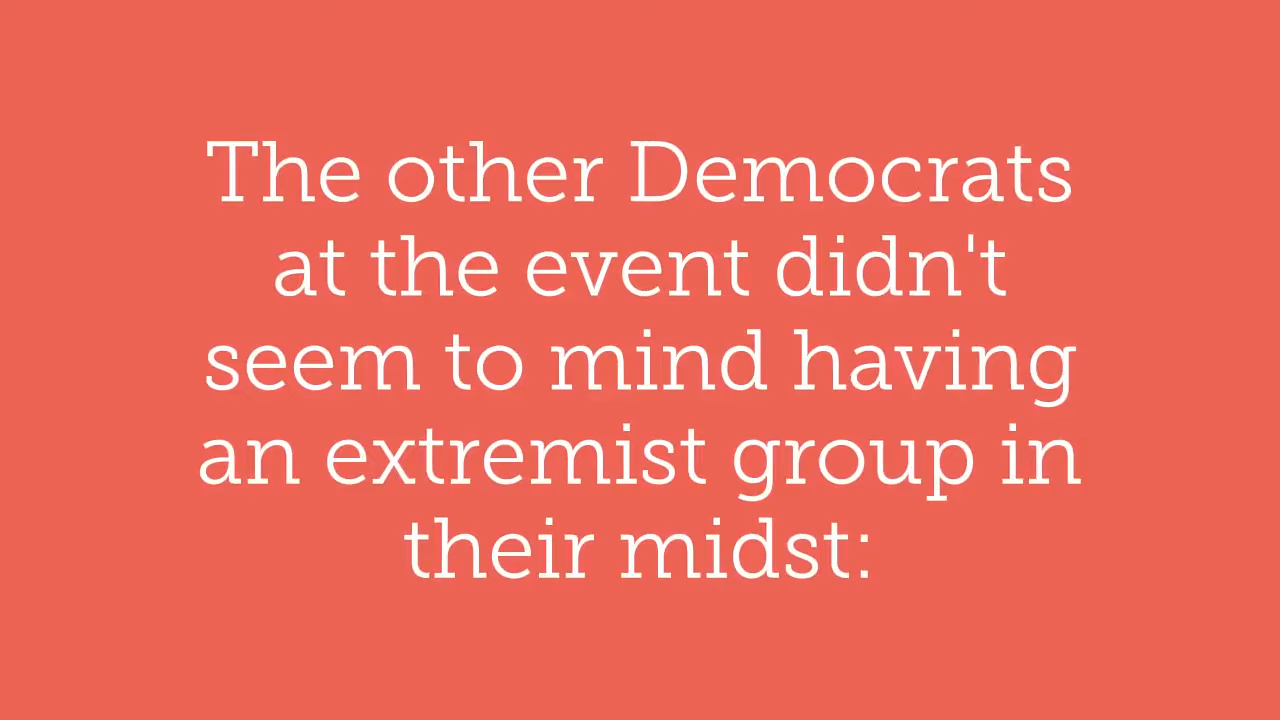 The other Democrats
at the event didn't
seem to mind having
an extremist group in
their midst: